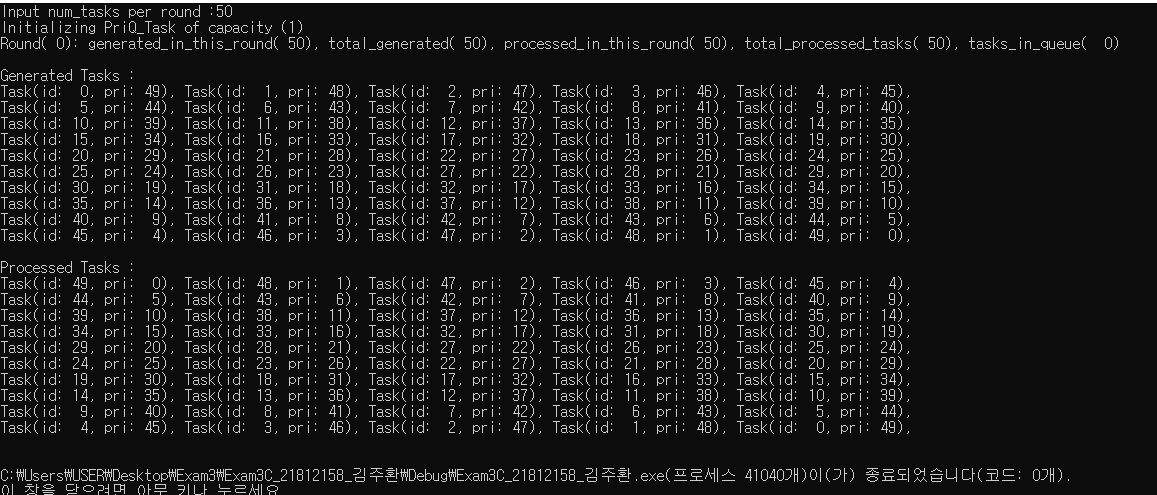 Input num_tasks per round :50
Initializing PriQ_Task of capacity (1)
Round( 0): generated_in_this_round( 50), total_generated( 50), processed_in_this_round( 50), total_processed_tasks( 50), tasks_in_queue(  0)
Generated Tasks :
Task(id:  0, pri: 49), Task(id:  1, pri: 48), Task(id:  2, pri: 47), Task(id:  3, pri: 46), Task(id:  4, pri: 45),
Task(id:  5, pri: 44), Task(id:  6, pri: 43), Task(id:  7, pri: 42), Task(id:  8, pri: 41), Task(id:  9, pri: 40),
Task(id: 10, pri: 39), Task(id: 11, pri: 38), Task(id: 12, pri: 37), Task(id: 13, pri: 36), Task(id: 14, pri: 35),
Task(id: 15, pri: 34), Task(id: 16, pri: 33), Task(id: 17, pri: 32), Task(id: 18, pri: 31), Task(id: 19, pri: 30),
Task(id: 20, pri: 29), Task(id: 21, pri: 28), Task(id: 22, pri: 27), Task(id: 23, pri: 26), Task(id: 24, pri: 25),
Task(id: 25, pri: 24), Task(id: 26, pri: 23), Task(id: 27, pri: 22), Task(id: 28, pri: 21), Task(id: 29, pri: 20),
Task(id: 30, pri: 19), Task(id: 31, pri: 18), Task(id: 32, pri: 17), Task(id: 33, pri: 16), Task(id: 34, pri: 15),
Task(id: 35, pri: 14), Task(id: 36, pri: 13), Task(id: 37, pri: 12), Task(id: 38, pri: 11), Task(id: 39, pri: 10),
Task(id: 40, pri:  9), Task(id: 41, pri:  8), Task(id: 42, pri:  7), Task(id: 43, pri:  6), Task(id: 44, pri:  5),
Task(id: 45, pri:  4), Task(id: 46, pri:  3), Task(id: 47, pri:  2), Task(id: 48, pri:  1), Task(id: 49, pri:  0),
Processed Tasks :
Task(id: 49, pri:  0), Task(id: 48, pri:  1), Task(id: 47, pri:  2), Task(id: 46, pri:  3), Task(id: 45, pri:  4),
Task(id: 44, pri:  5), Task(id: 43, pri:  6), Task(id: 42, pri:  7), Task(id: 41, pri:  8), Task(id: 40, pri:  9),
Task(id: 39, pri: 10), Task(id: 38, pri: 11), Task(id: 37, pri: 12), Task(id: 36, pri: 13), Task(id: 35, pri: 14),
Task(id: 34, pri: 15), Task(id: 33, pri: 16), Task(id: 32, pri: 17), Task(id: 31, pri: 18), Task(id: 30, pri: 19),
Task(id: 29, pri: 20), Task(id: 28, pri: 21), Task(id: 27, pri: 22), Task(id: 26, pri: 23), Task(id: 25, pri: 24),
Task(id: 24, pri: 25), Task(id: 23, pri: 26), Task(id: 22, pri: 27), Task(id: 21, pri: 28), Task(id: 20, pri: 29),
Task(id: 19, pri: 30), Task(id: 18, pri: 31), Task(id: 17, pri: 32), Task(id: 16, pri: 33), Task(id: 15, pri: 34),
Task(id: 14, pri: 35), Task(id: 13, pri: 36), Task(id: 12, pri: 37), Task(id: 11, pri: 38), Task(id: 10, pri: 39),
Task(id:  9, pri: 40), Task(id:  8, pri: 41), Task(id:  7, pri: 42), Task(id:  6, pri: 43), Task(id:  5, pri: 44),
Task(id:  4, pri: 45), Task(id:  3, pri: 46), Task(id:  2, pri: 47), Task(id:  1, pri: 48), Task(id:  0, pri: 49),
C:₩Users₩USER₩Desktop₩Exam3₩Exam3C_21812158_김주환₩Debug₩Exam3C_21812158_김주환.exe(프로세스 41040개)이(가) 종료되었습니다(코드: 0개).
이 창을 닫으려면 아무 키나 누르세요